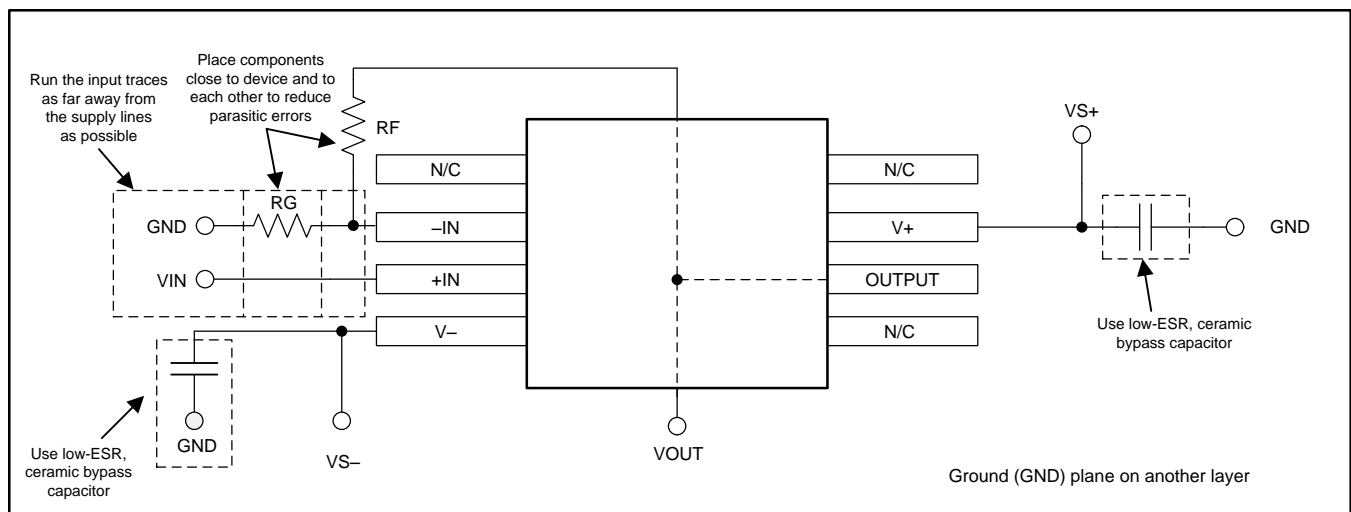 Run the input traces
as far away from
the supply lines
as possible
Place components
close to device and to
each other to reduce
parasitic errors
RF
VS+
N/C
N/C
RG
GND
–IN
V+
GND
VIN
+IN
OUTPUT
V–
N/C
Use low-ESR, ceramic
bypass capacitor
GND
VS–
VOUT
Use low-ESR,
ceramic bypass
capacitor
Ground (GND) plane on another layer